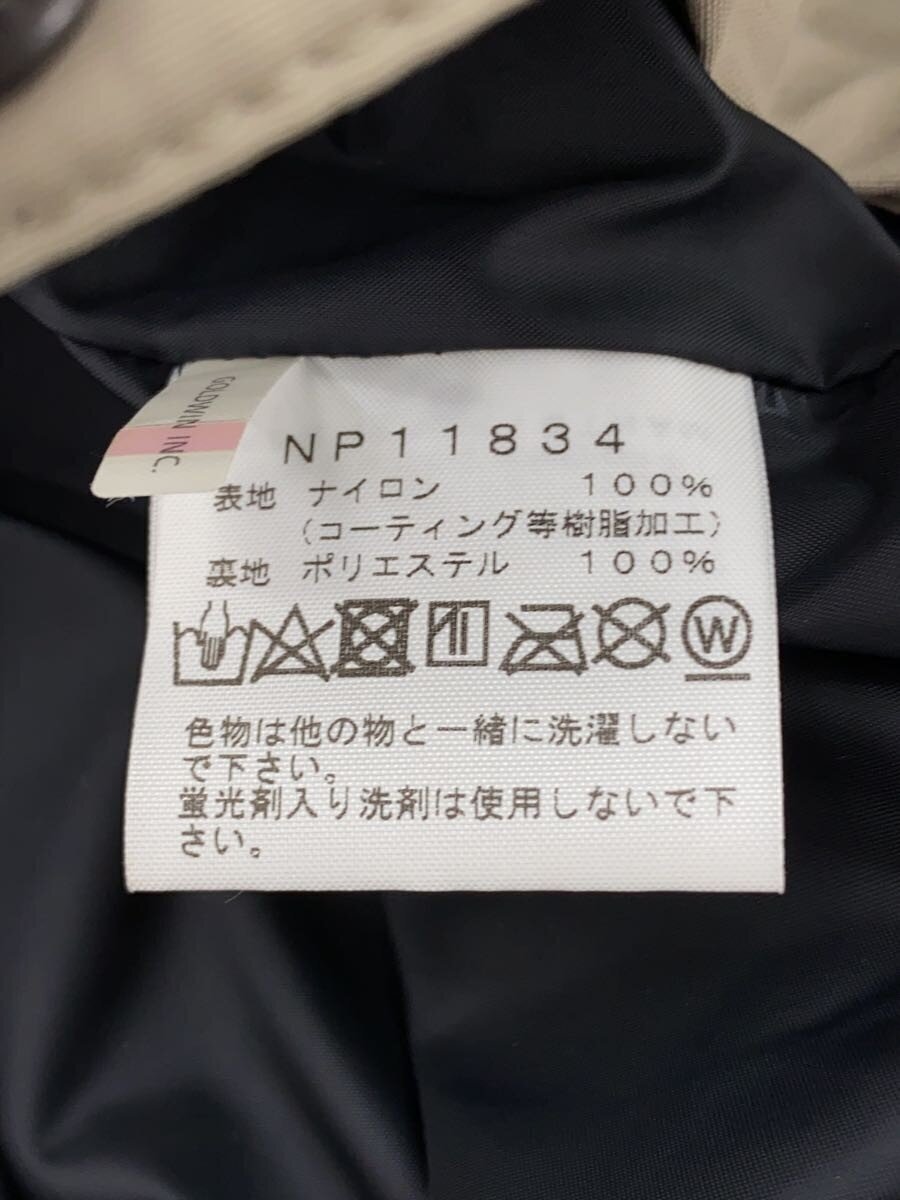 GOLDWIN INC.
NP11834
表地 ナイロン 100%
(コーティング等樹脂加工)
裏地 ポリエステル 100%
W
色物は他の物と一緒に洗濯しない
で下さい。
蛍光剤入り洗剤は使用しないで下
さい。